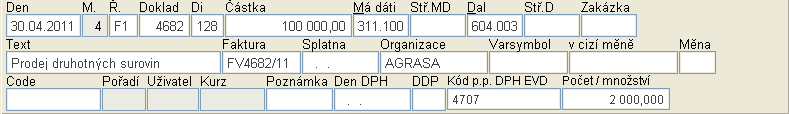 Den M. Ř. Doklad Di Částka Má dáti Stř.MD Dal Stř.D Zakázka
30.04.2011 4 F1 4682 128 100 000,00 311.100 604.003
Text Faktura Splatna Organizace Varsymbol v cizí měně Měna
Prodej druhotných surovin FV4682/11 . . AGRASA
Code Pořadí Uživatel Kurz Poznámka Den DPH DDP Kód p.p. DPH EVD Počet / množství
. . 4707 2 000,000